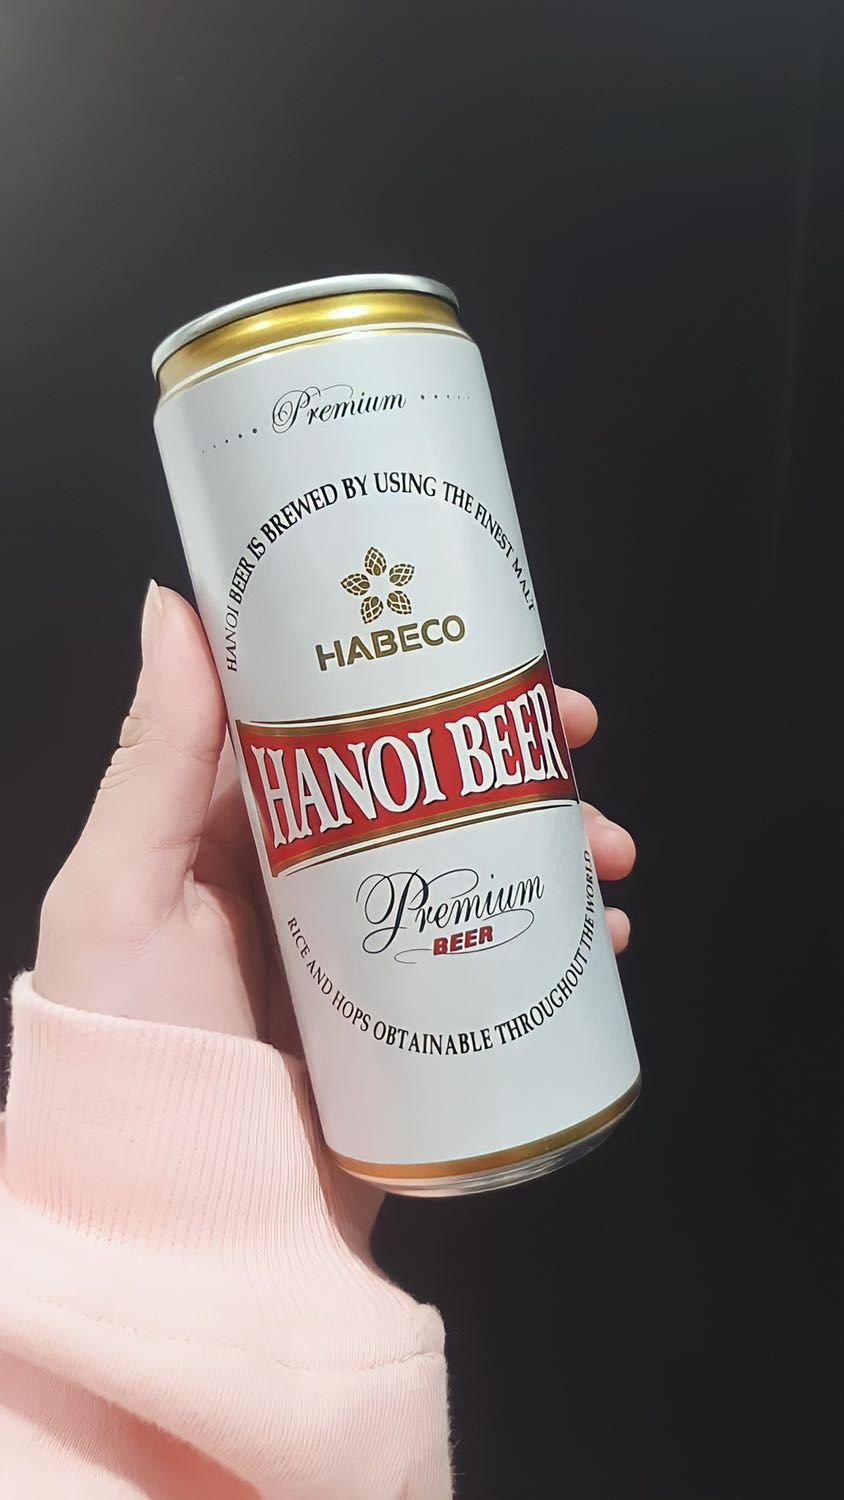 Premium
HANOI BEER IS BREWED BY USING THE FINEST MALT
HABECO
HANOI BEER
Premium
BEER
RICE AND HOPS OBTAINABLE THROUGHOUT THE WORLD